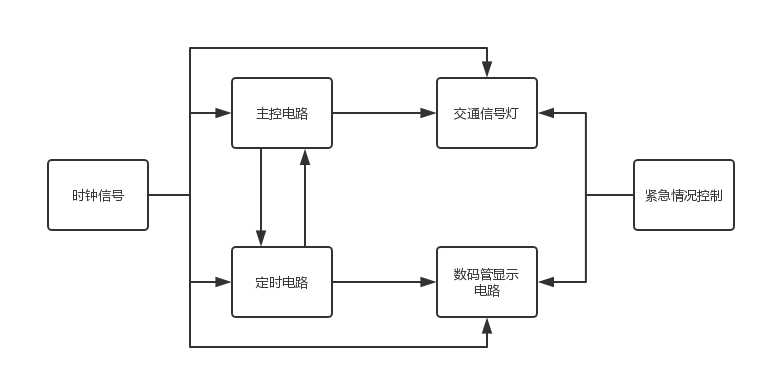 主控电路
交通信号灯
时钟信号
紧急情况控制
定时电路
数码管显示
电路